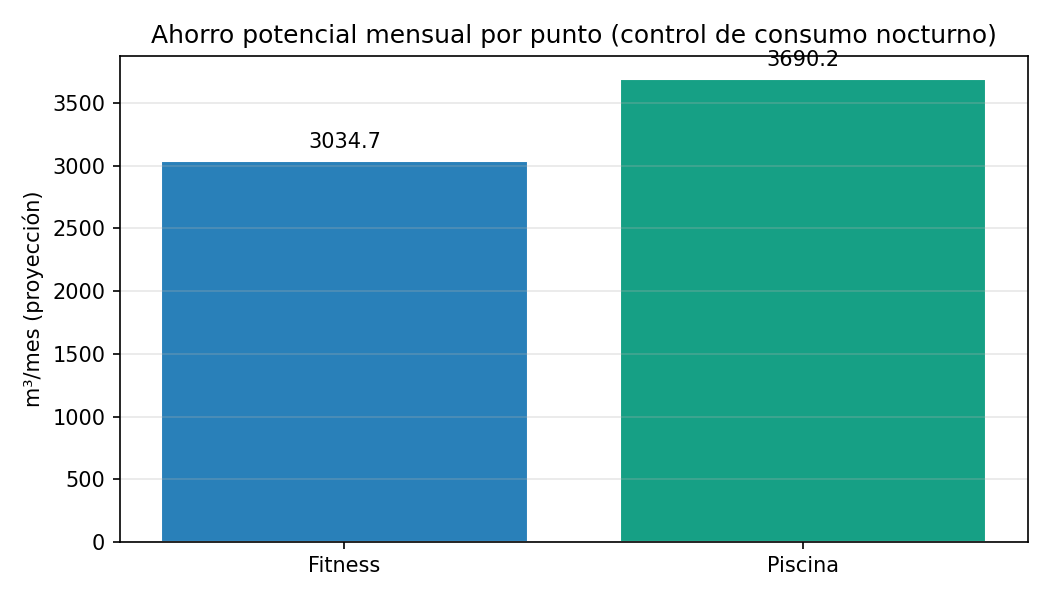 Ahorro potencial mensual por punto (control de consumo nocturno)
3690.2
3034.7
3500
3000
2500
2000
1500
1000
500
0
m³/mes (proyección)
Fitness
Piscina